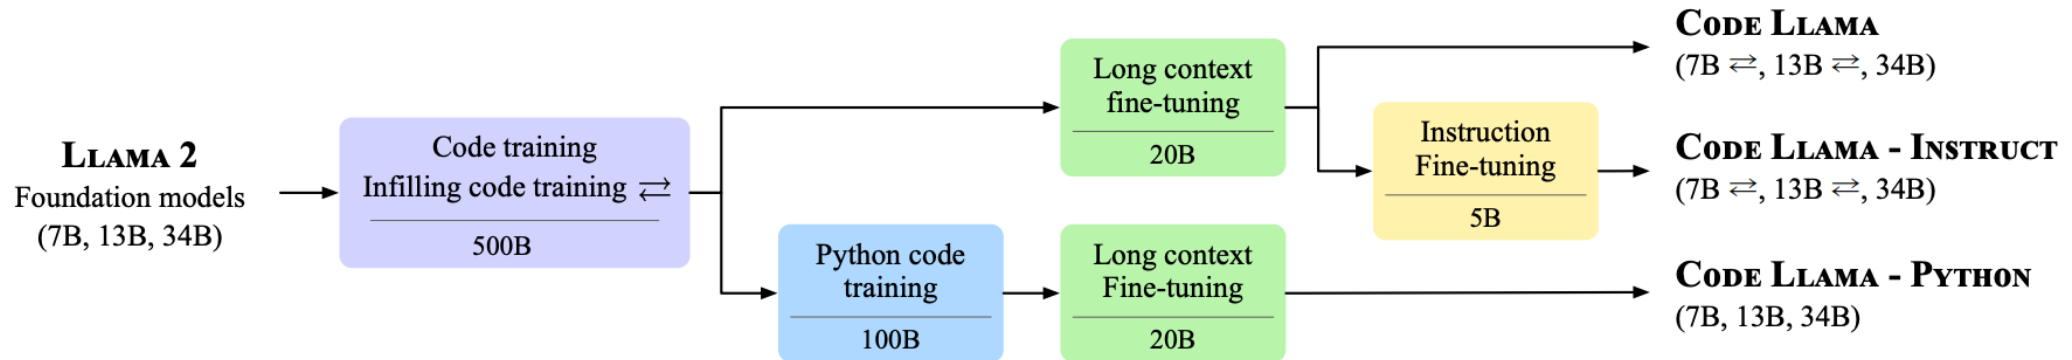 LLAMA 2
Foundation models
(7B, 13B, 34B)
Code training
Infilling code training ⇄
500B
Python code
training
100B
Long context
fine-tuning
20B
Long context
Fine-tuning
20B
Instruction
Fine-tuning
5B
CODE LLAMA
(7B ⇄, 13B ⇄, 34B)
CODE LLAMA - INSTRUCT
(7B ⇄, 13B ⇄, 34B)
CODE LLAMA - PYTHON
(7B, 13B, 34B)